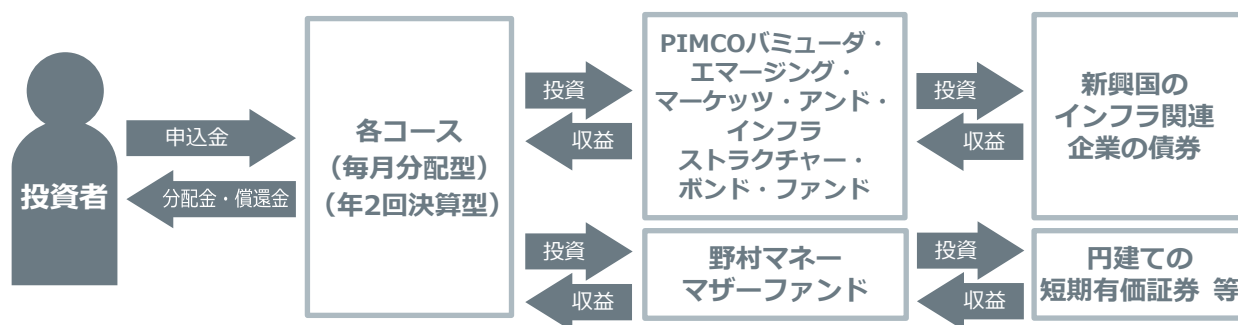 投資者
申込金
分配金・償還金
各コース
（毎月分配型）
（年2回決算型）
投資
収益
PIMCOバミューダ・
エマージング・
マーケッツ・アンド・
インフラ
ストラクチャー・
ボンド・ファンド
投資
収益
新興国の
インフラ関連
企業の債券
投資
収益
野村マネー
マザーファンド
投資
収益
円建ての
短期有価証券 等